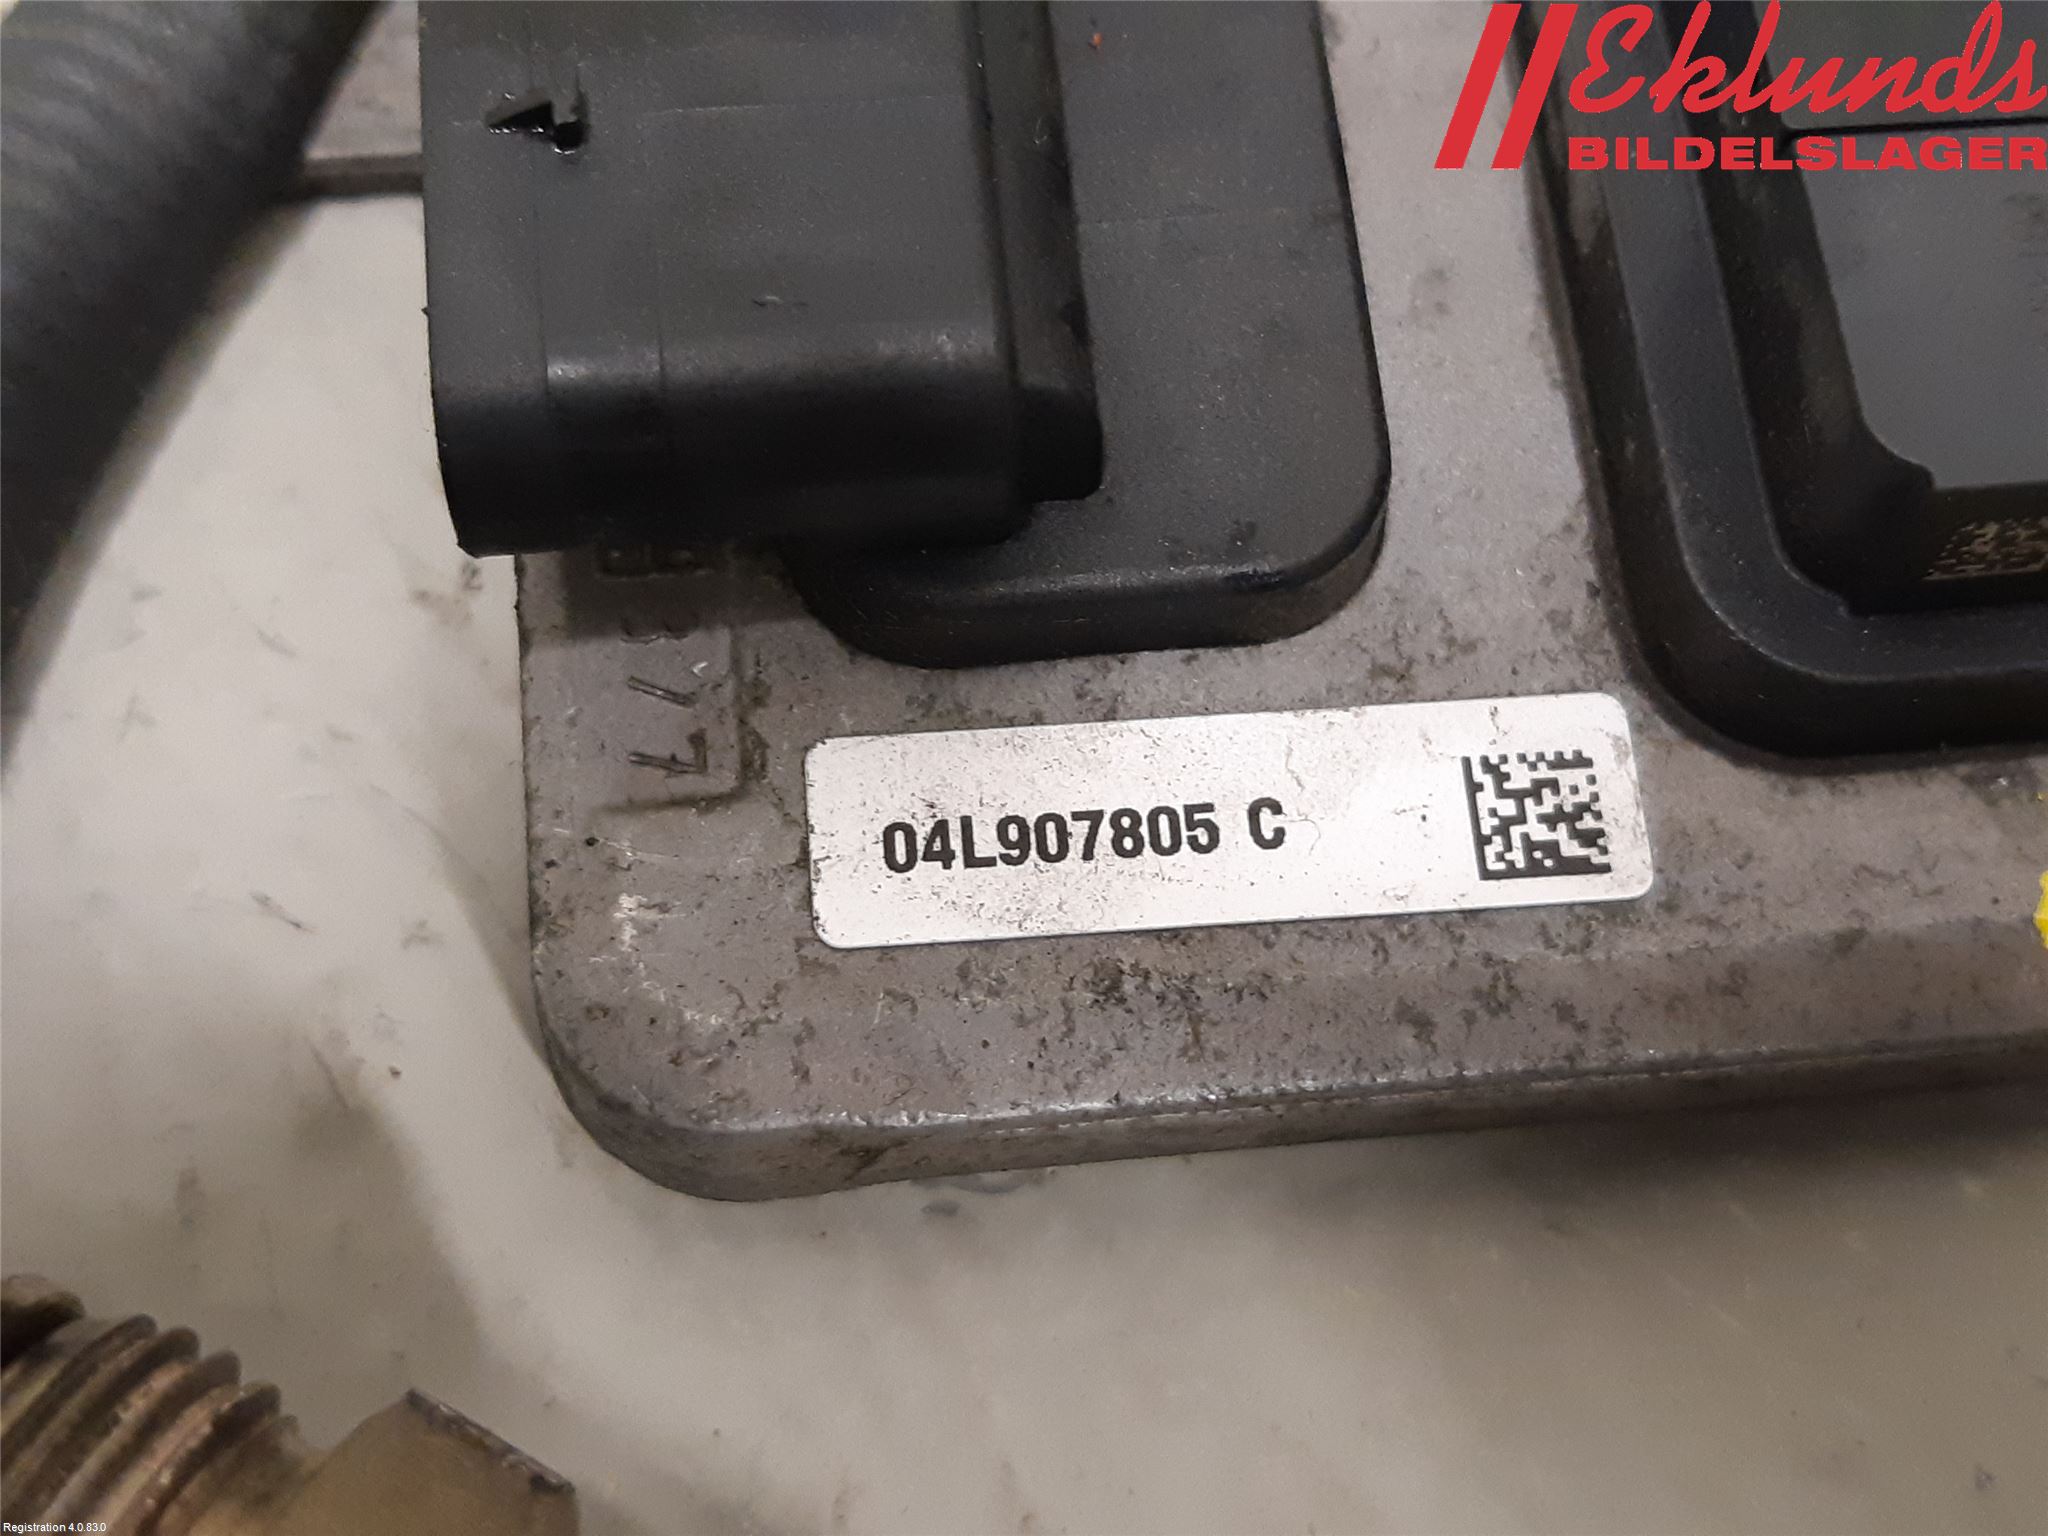 Eklunds
BILDELSLAGER
04L907805 C
Registration 4.0.83.0